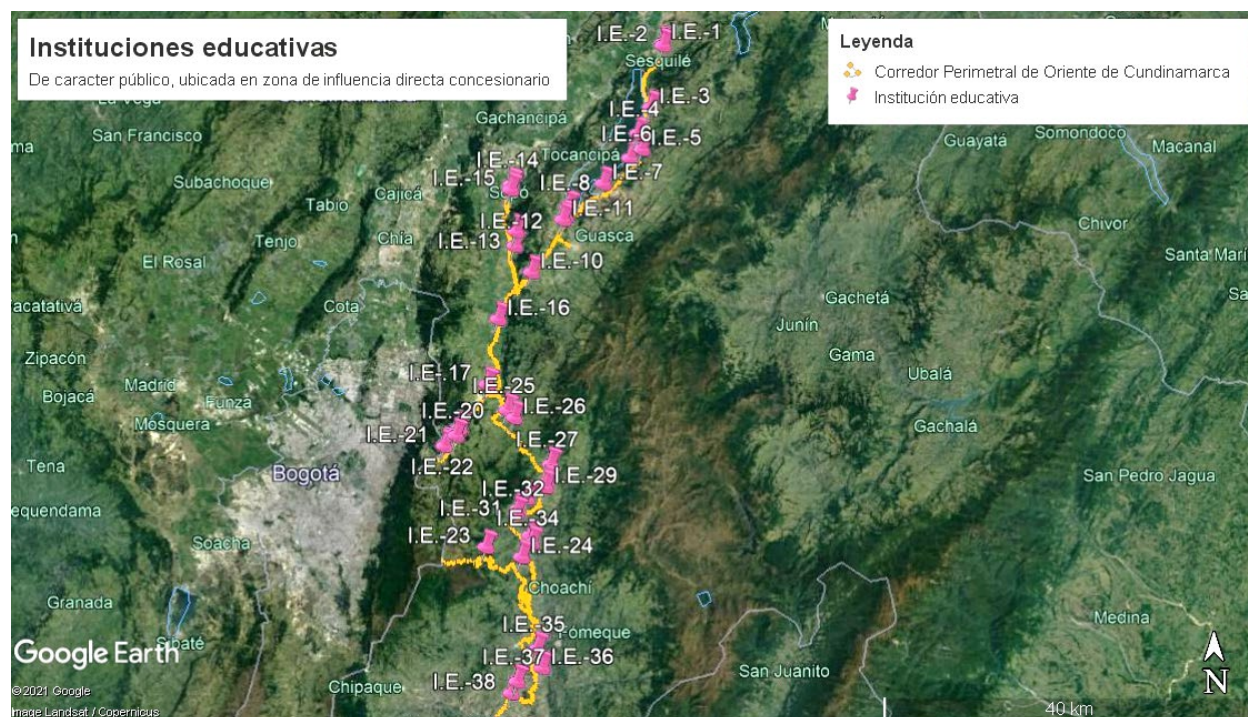 Instituciones educativas
De caracter público, ubicada en zona de influencia directa concesionario
Leyenda
Corredor Perimetral de Oriente de Cundinamarca
Institución educativa
I.E.-2
I.E.-1
Sesquilé
I.E.-3
I.E.-4
Gachancipá
I.E.-6
I.E.-5
San Francisco
Guayatá
Somondoco
Macanal
I.E.-14
Tocancipá
I.E.-15
I.E.-8
I.E.-7
Subachoque
Cajicá
Tabio
I.E.-11
I.E.-12
Chivor
Tenjo
Chía
I.E.-13
Guasca
El Rosal
I.E.-10
Gachetá
Cota
I.E.-16
Junín
Zipacón
Gama
I.E-.17
Ubalá
Madrid
I.E.-25
Bojacá
Funza
I.E.-20
I.E.-26
Mosquera
Gachalá
I.E.-21
I.E.-27
Tena
I.E.-22
Bogotá
I.E.-29
San Pedro Jagua
I.E.-32
I.E.-31
I.E.-34
I.E.-23
Soacha
I.E.-24
Choachí
Granada
Medina
I.E.-35
Fómeque
Sibaté
Google Earth
I.E.-37
I.E.-36
San Juanito
I.E.-38
Chipaque
N
©2021 Google
Image Landsat / Copernicus
40 km